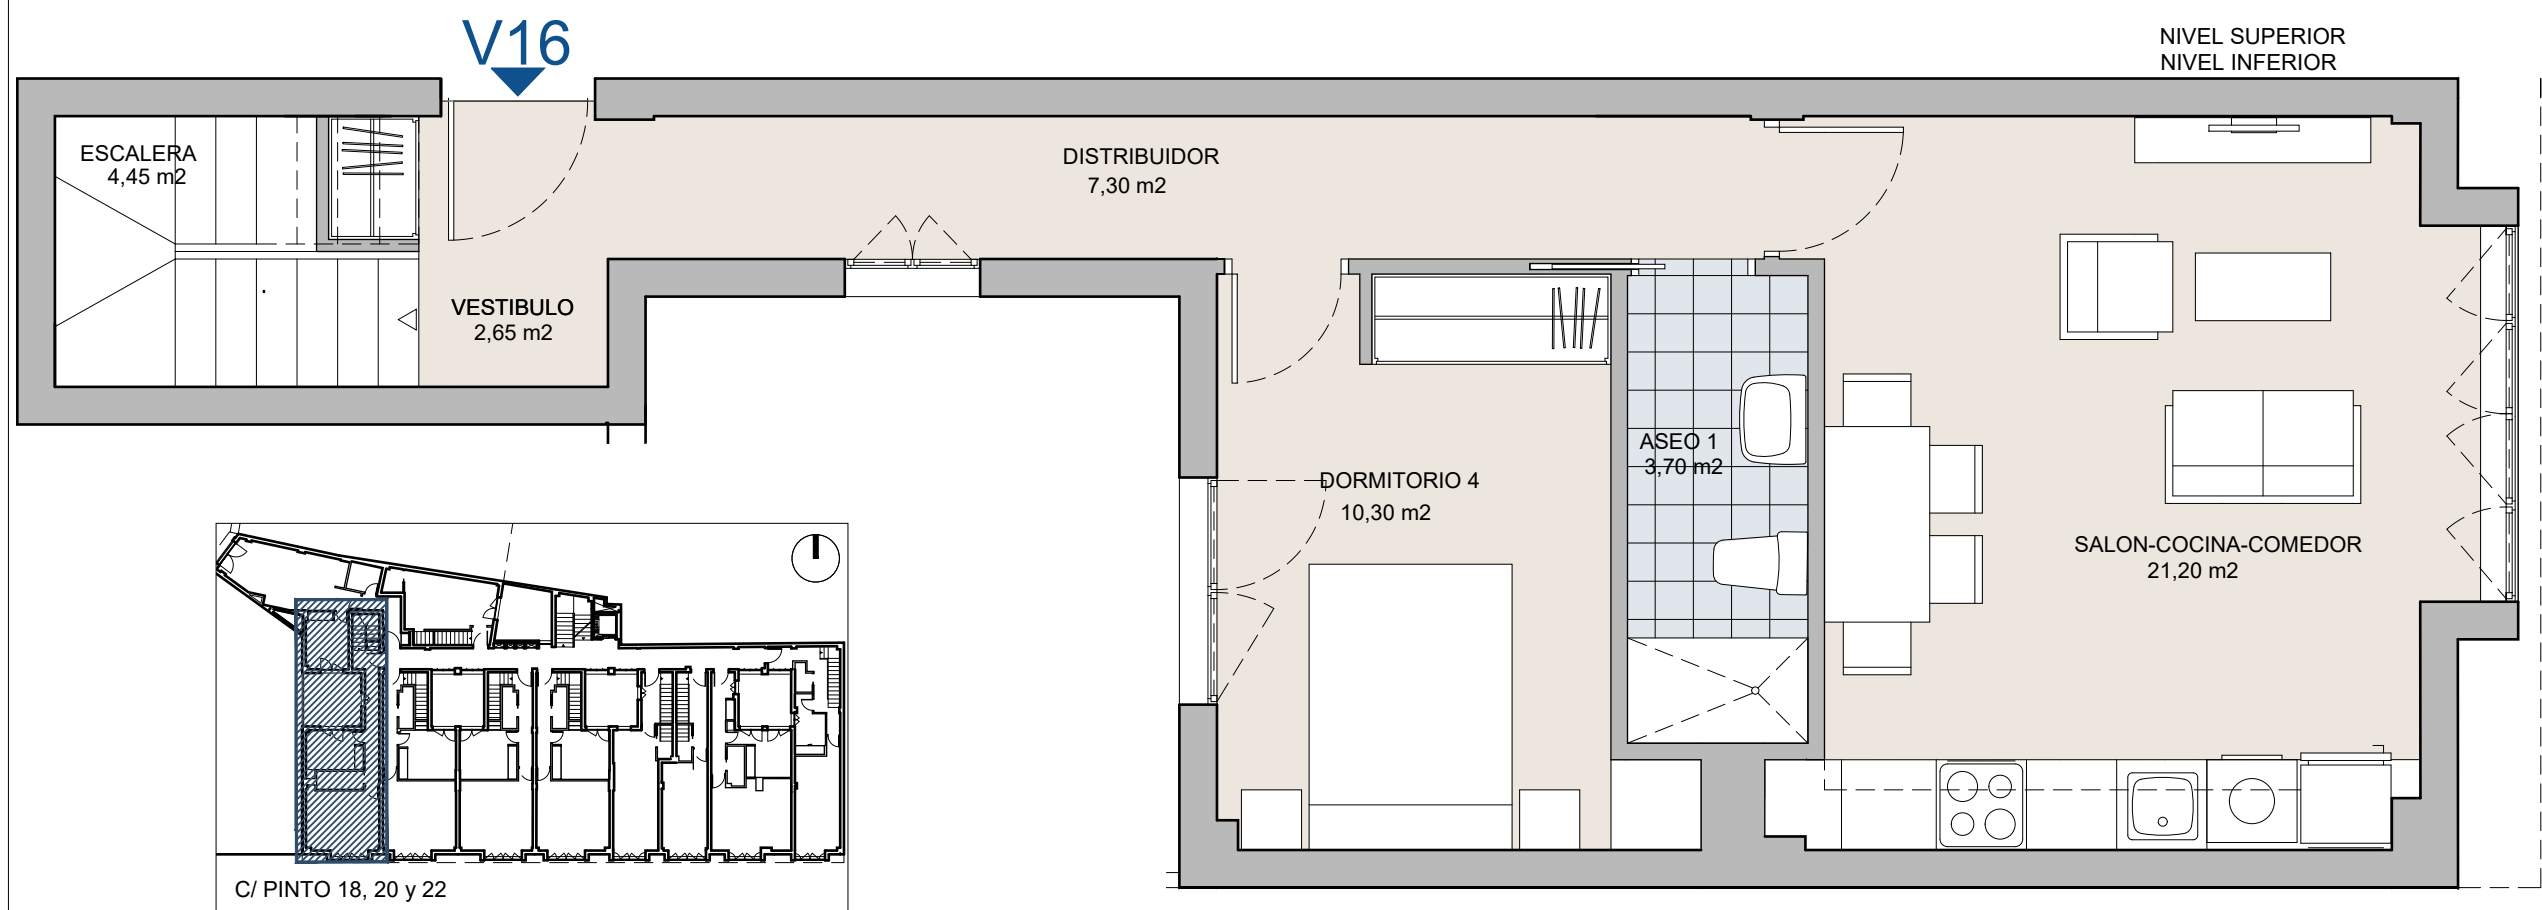 V16
NIVEL SUPERIOR
NIVEL INFERIOR
ESCALERA
4,45 m2
DISTRIBUIDOR
7,30 m2
VESTIBULO
2,65 m2
ASEO 1
3,70 m2
DORMITORIO 4
10,30 m2
SALON-COCINA-COMEDOR
21,20 m2
C/ PINTO 18, 20 y 22